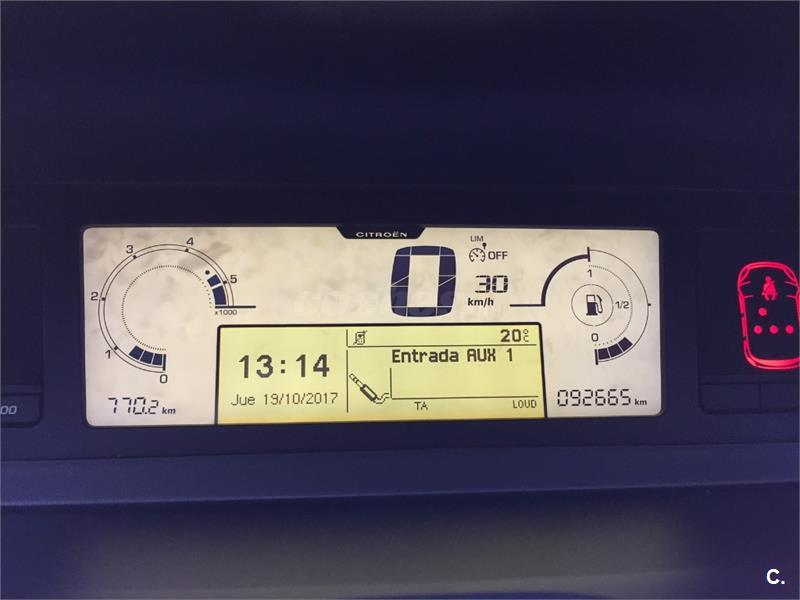 CITROËN
3
4
2
5
1
0
x1000
770.2 km
00
0
LIM
OFF
30
km/h
1
1/2
0
13:14
Jue 19/10/2017
20°C
Entrada AUX 1
TA
LOUD
092665 km
C.